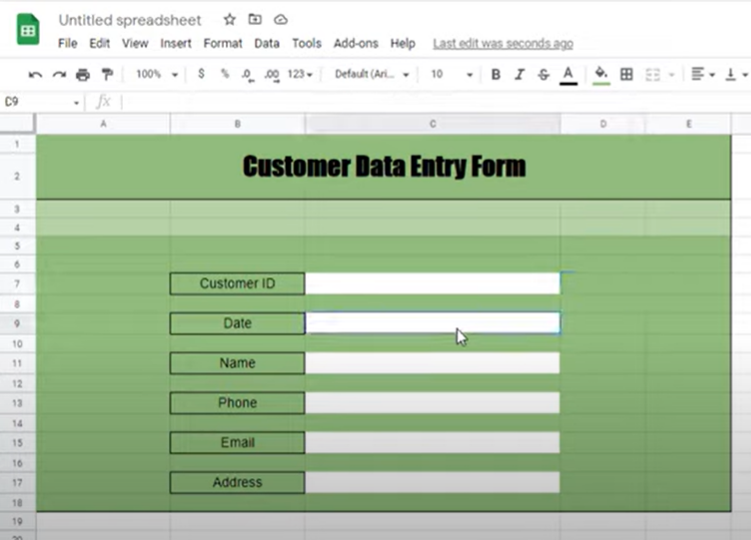 Untitled spreadsheet
File Edit View Insert Format Data Tools Add-ons Help Last edit was seconds ago
100% $ % .0 .00 123 Default (Ari... 10 B I S A
C9 fx
A B C D E
1
2 Customer Data Entry Form
3
4
5
6
7 Customer ID
8
9 Date
10
11 Name
12
13 Phone
14
15 Email
16
17 Address
18
19
20